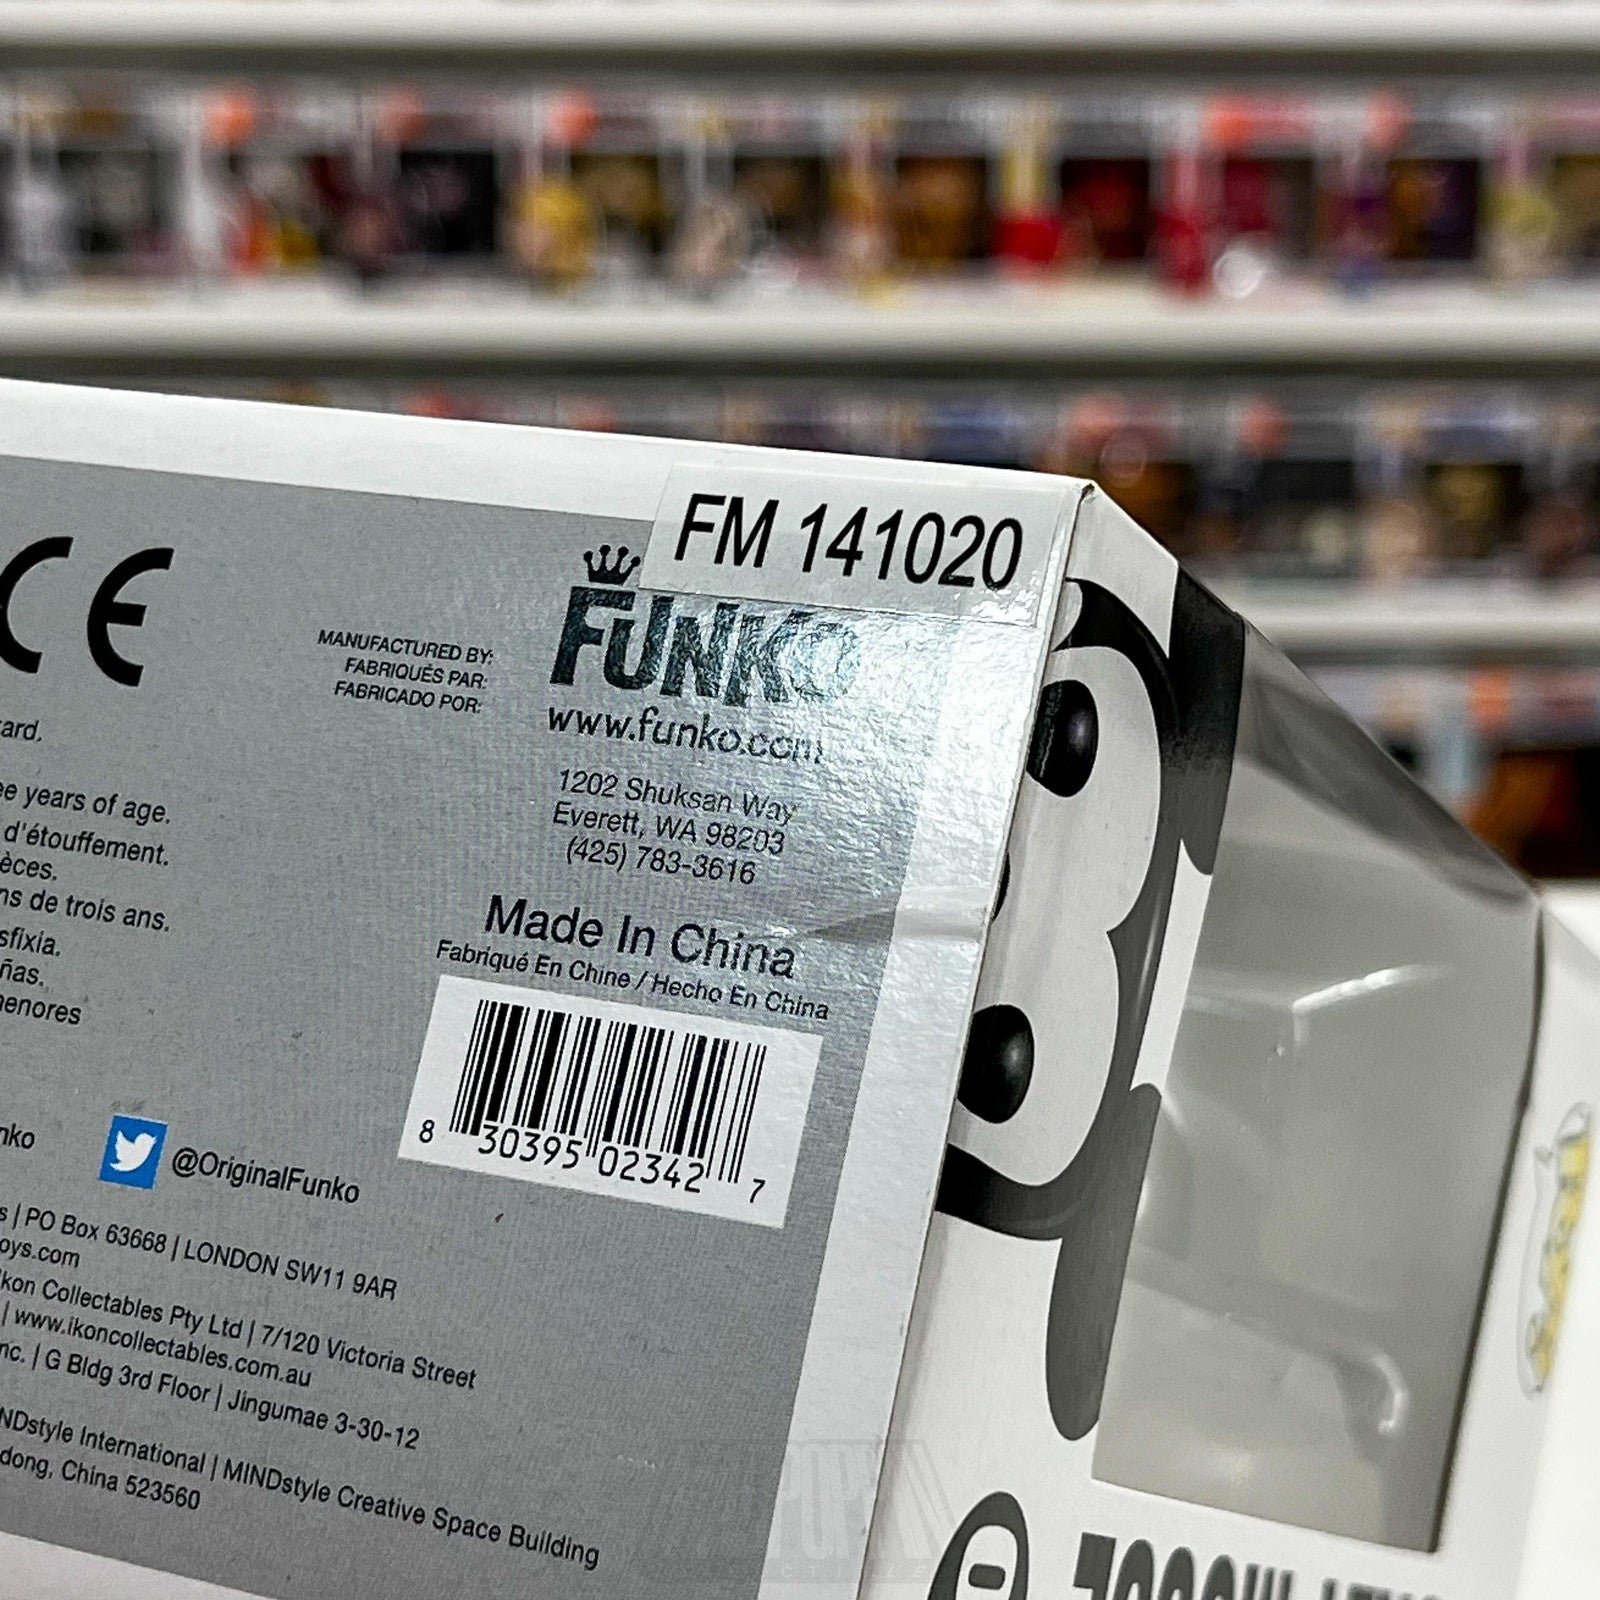 FM 141020
CE
MANUFACTURED BY:
FABRIQUÉS PAR:
FABRICADO POR:
FUNKO
www.funko.com
1202 Shuksan Way
Everett, WA 98203
(425) 783-3616
Made In China
Fabriqué En Chine / Hecho En China
8 30395 02342 7
ard.
ee years of age.
d'étouffement.
èces.
ns de trois ans.
sfixia.
ñas.
menores
nko
@OriginalFunko
s | PO Box 63668 | LONDON SW11 9AR
oys.com
kon Collectables Pty Ltd | 7/120 Victoria Street
| www.ikoncollectables.com.au
nc. | G Bldg 3rd Floor | Jingumae 3-30-12
NDstyle International | MINDstyle Creative Space Building
dong, China 523560